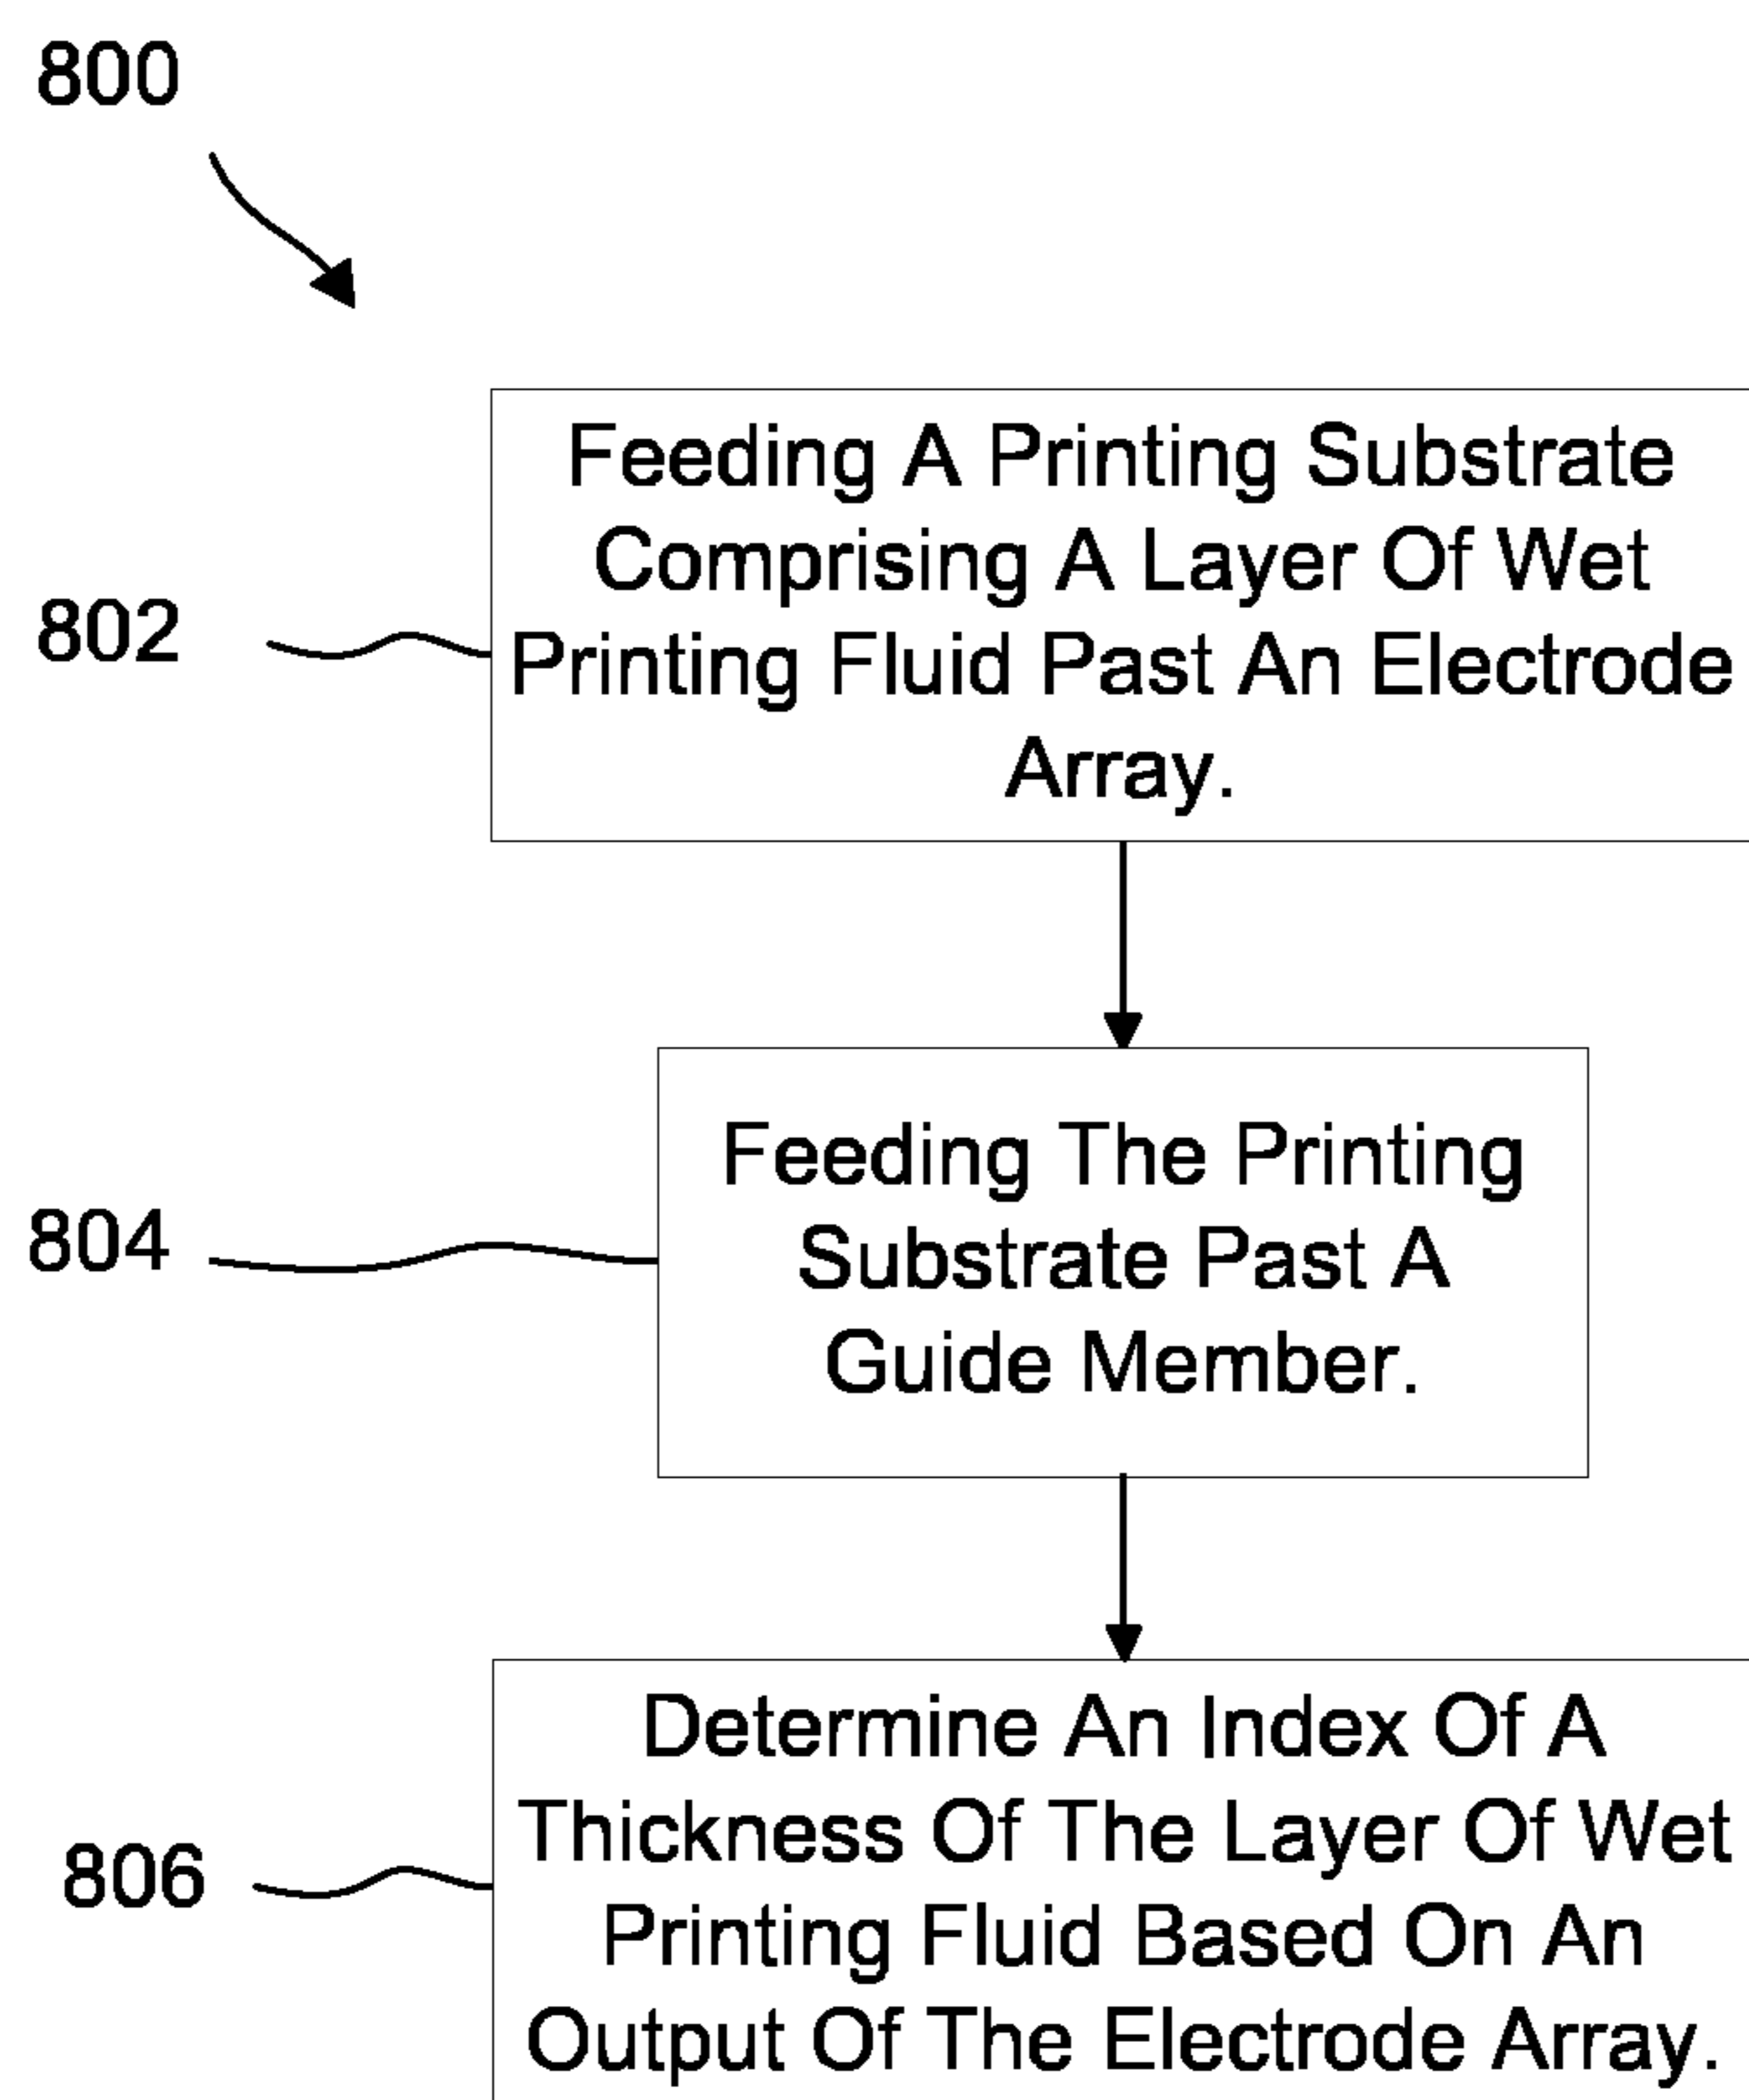 800
Feeding A Printing Substrate
Comprising A Layer Of Wet
802
Printing Fluid Past An Electrode
Array.
Feeding The Printing
804
Substrate Past A
Guide Member.
Determine An Index Of A
Thickness Of The Layer Of Wet
806
Printing Fluid Based On An
Output Of The Electrode Array.